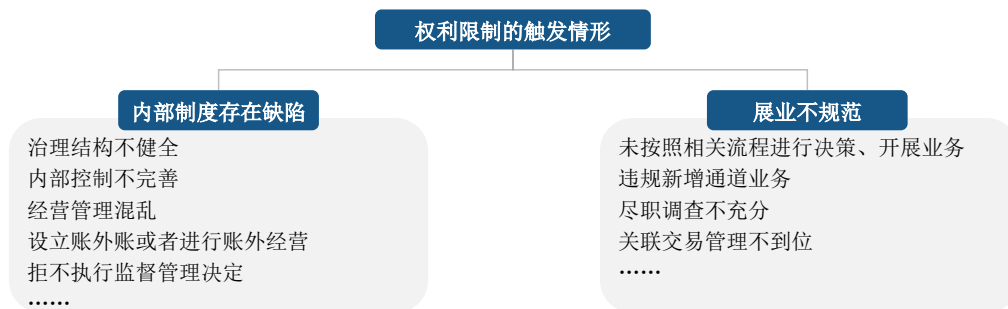 权利限制的触发情形
内部制度存在缺陷
治理结构不健全
内部控制不完善
经营管理混乱
设立账外账或者进行账外经营
拒不执行监督管理决定
……
展业不规范
未按照相关流程进行决策、开展业务
违规新增通道业务
尽职调查不充分
关联交易管理不到位
……